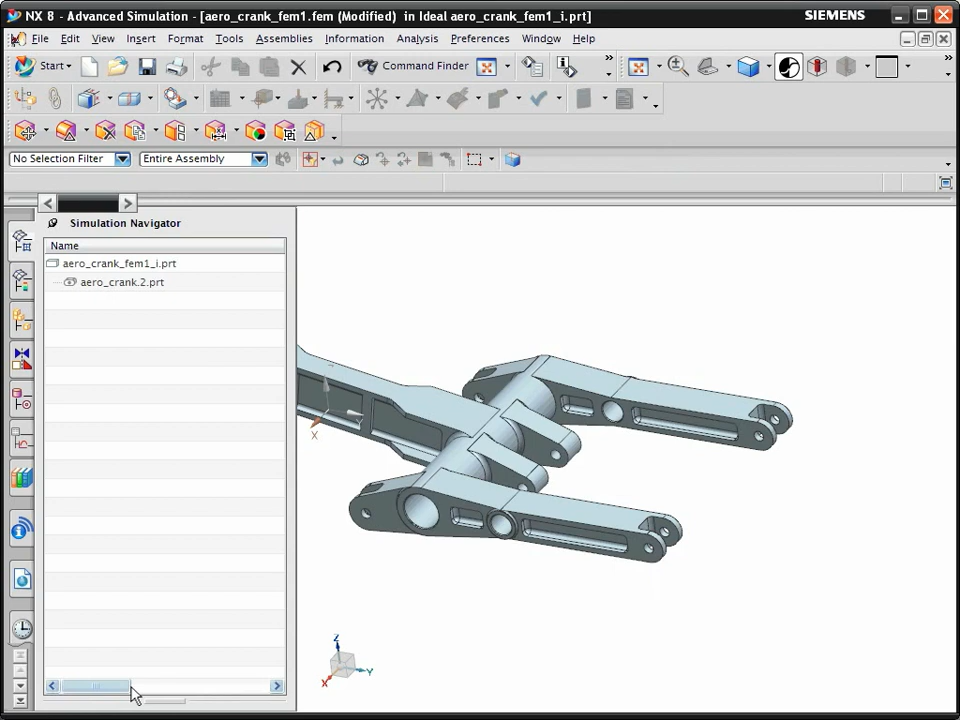 NX 8 - Advanced Simulation - [aero_crank_fem1.fem (Modified) in Ideal aero_crank_fem1_i.prt] SIEMENS
File Edit View Insert Format Tools Assemblies Information Analysis Preferences Window Help
Start Command Finder
No Selection Filter Entire Assembly
Simulation Navigator
Name
aero_crank_fem1_i.prt
aero_crank.2.prt
X
Z
Y
X